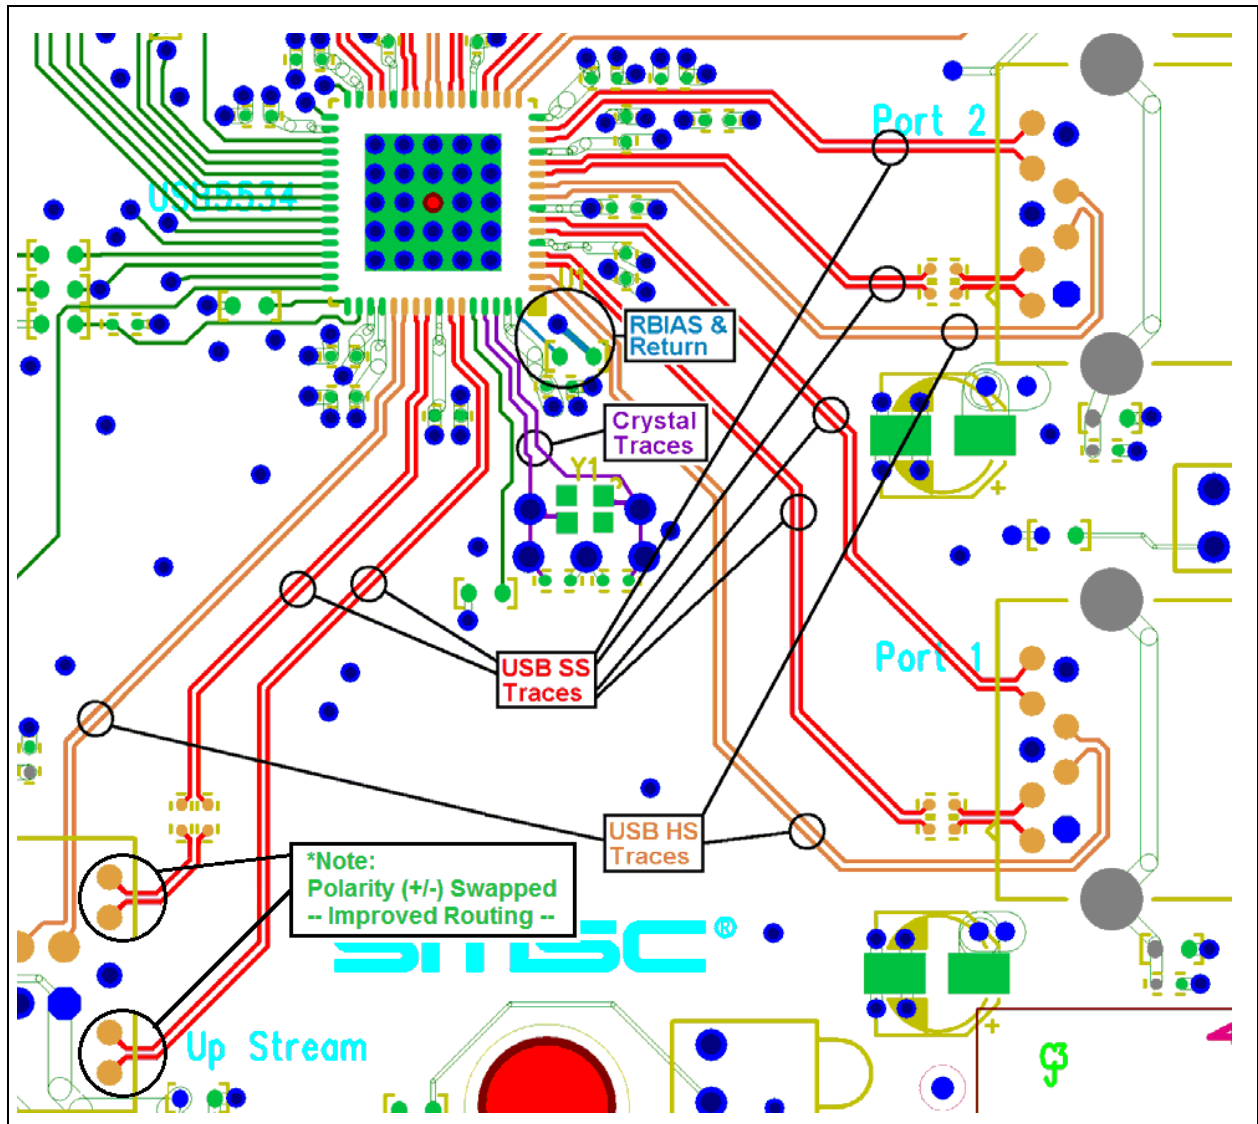 Port 2
USB5534
U1
RBIAS &
Return
Crystal
Traces
Y1
+
Port 1
USB SS
Traces
USB HS
Traces
*Note:
Polarity (+/-) Swapped
-- Improved Routing --
smsc®
+
Up Stream